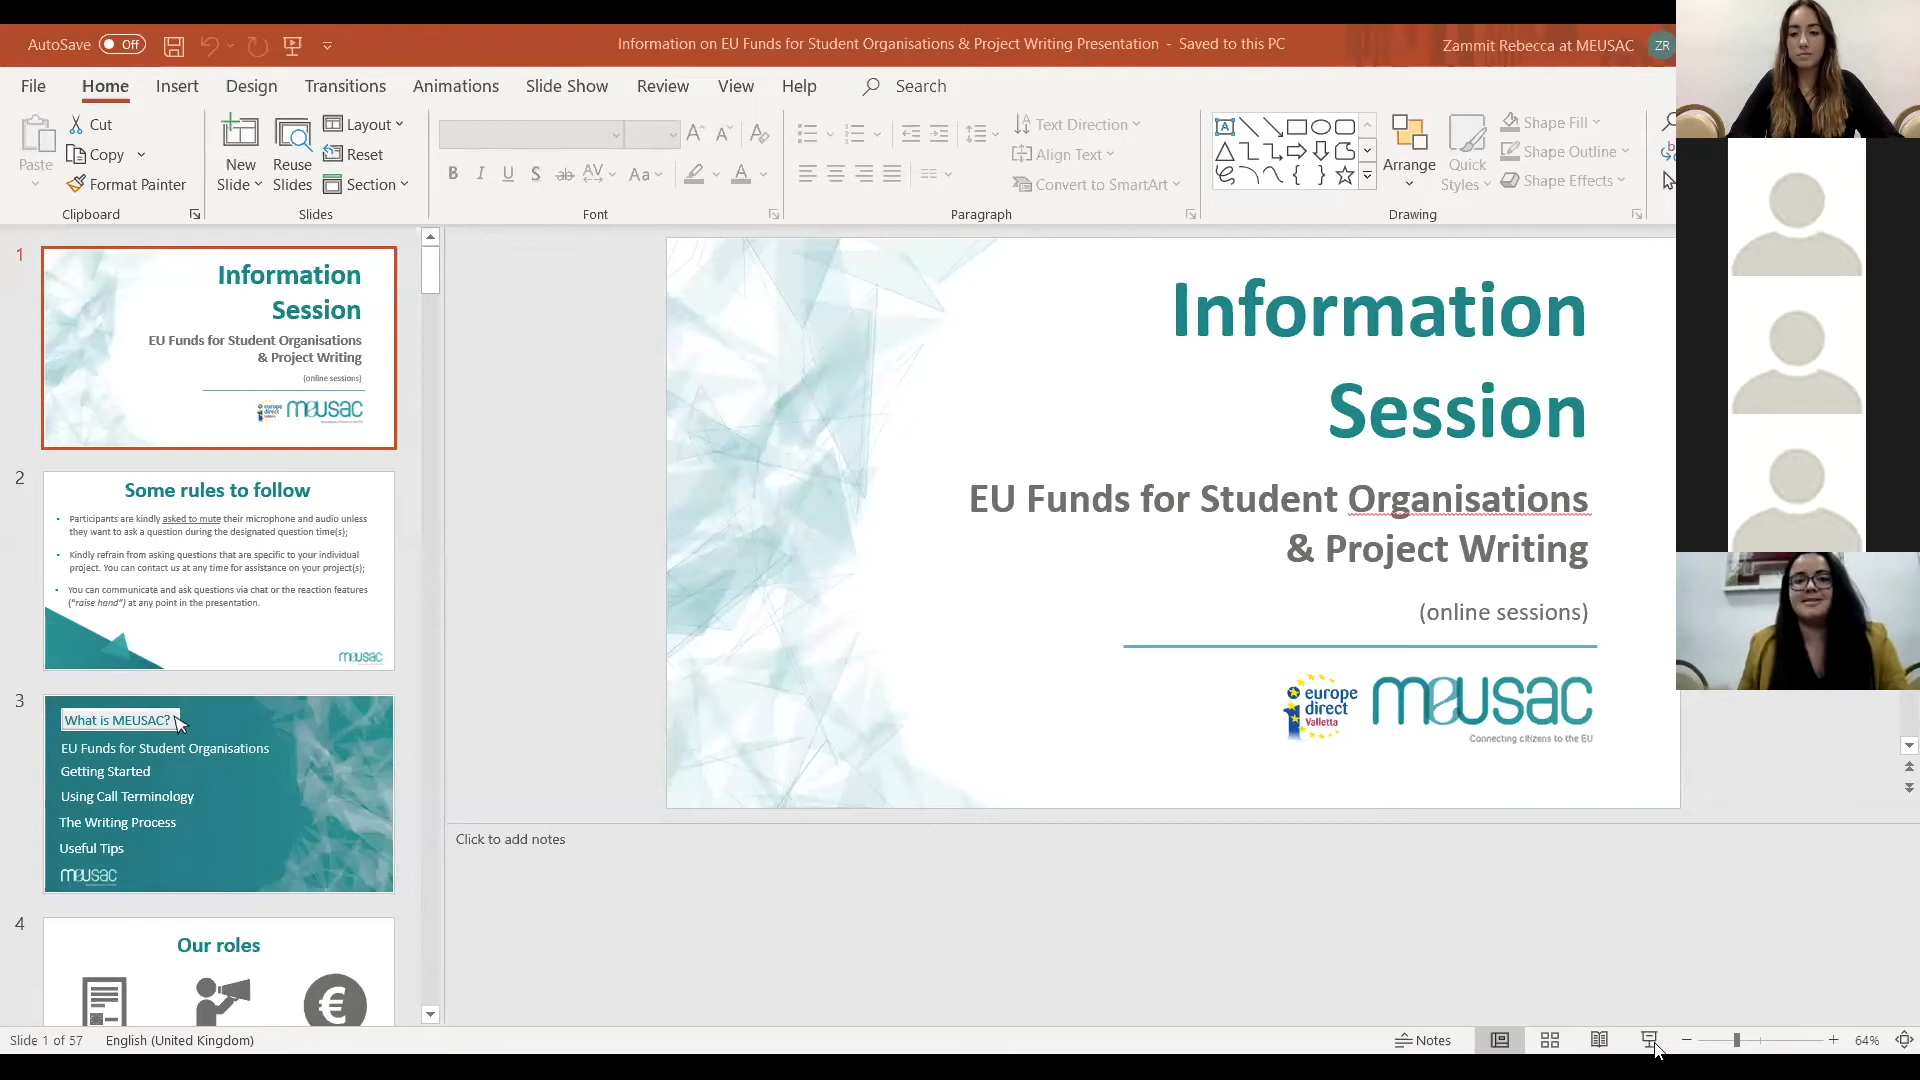 AutoSave Off
Information on EU Funds for Student Organisations & Project Writing Presentation - Saved to this PC
Zammit Rebecca at MEUSAC ZR
File Home Insert Design Transitions Animations Slide Show Review View Help Search
Paste
Cut
Copy
Format Painter
Clipboard
New Slide
Reuse Slides
Layout
Reset
Section
Slides
B I U S ab AV Aa A
Font
Text Direction
Align Text
Convert to SmartArt
Paragraph
Arrange
Quick Styles
Shape Fill
Shape Outline
Shape Effects
Drawing
1
Information
Session
EU Funds for Student Organisations
& Project Writing
(online sessions)
europe
direct
Valletta
meusac
2
Some rules to follow
Participants are kindly asked to mute their microphone and audio unless
they want to ask a question during the designated question time(s);
Kindly refrain from asking questions that are specific to your individual
project. You can contact us at any time for assistance on your project(s);
You can communicate and ask questions via chat or the reaction features
("raise hand") at any point in the presentation.
meusac
3
What is MEUSAC?
EU Funds for Student Organisations
Getting Started
Using Call Terminology
The Writing Process
Useful Tips
meusac
4
Our roles
€
Information
Session
EU Funds for Student Organisations
& Project Writing
(online sessions)
europe
direct
Valletta
meusac
Connecting citizens to the EU
Click to add notes
Slide 1 of 57 English (United Kingdom)
Notes
64%